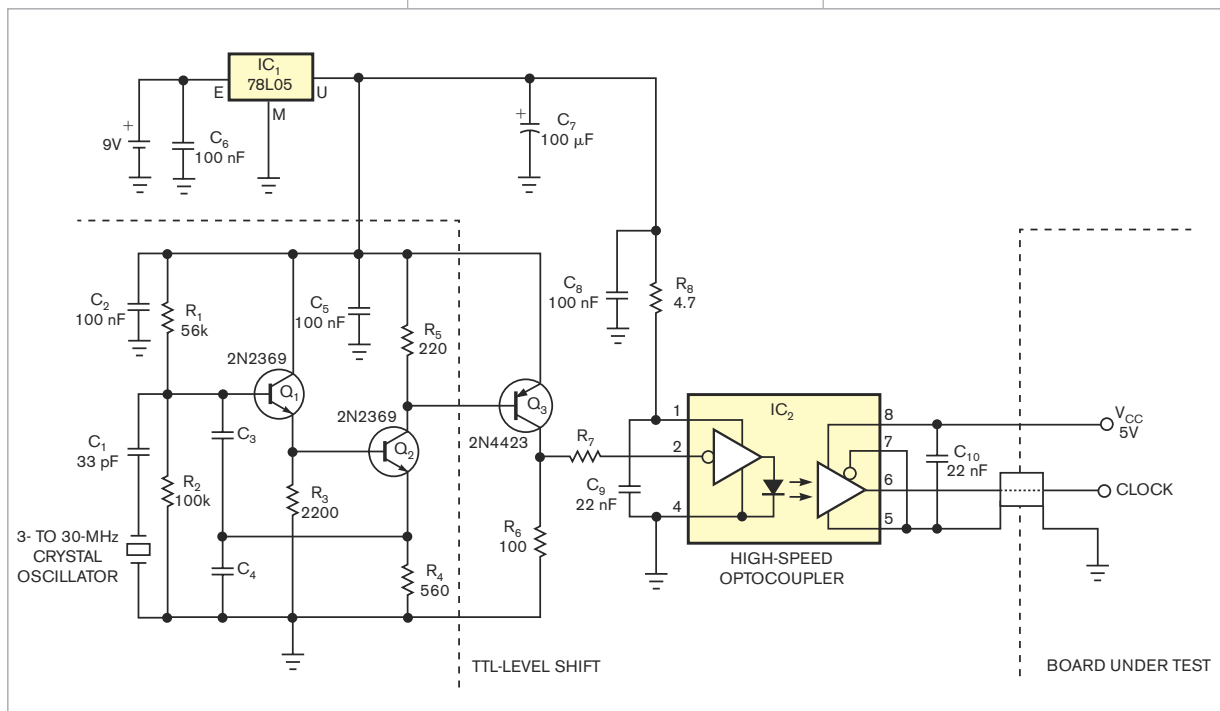 IC₁
78L05
E
U
M
+
9V
C₆
100 nF
+
C₇
100 µF
C₂
100 nF
R₁
56k
C₅
100 nF
R₅
220
C₈
100 nF
R₈
4.7
2N2369
Q₁
2N2369
Q₂
Q₃
2N4423
C₁
33 pF
R₂
100k
C₃
R₃
2200
R₇
C₉
22 nF
1
2
4
IC₂
8
7
6
5
C₁₀
22 nF
V_CC
5V
CLOCK
3- TO 30-MHz
CRYSTAL
OSCILLATOR
C₄
R₄
560
R₆
100
HIGH-SPEED
OPTOCOUPLER
TTL-LEVEL SHIFT
BOARD UNDER TEST